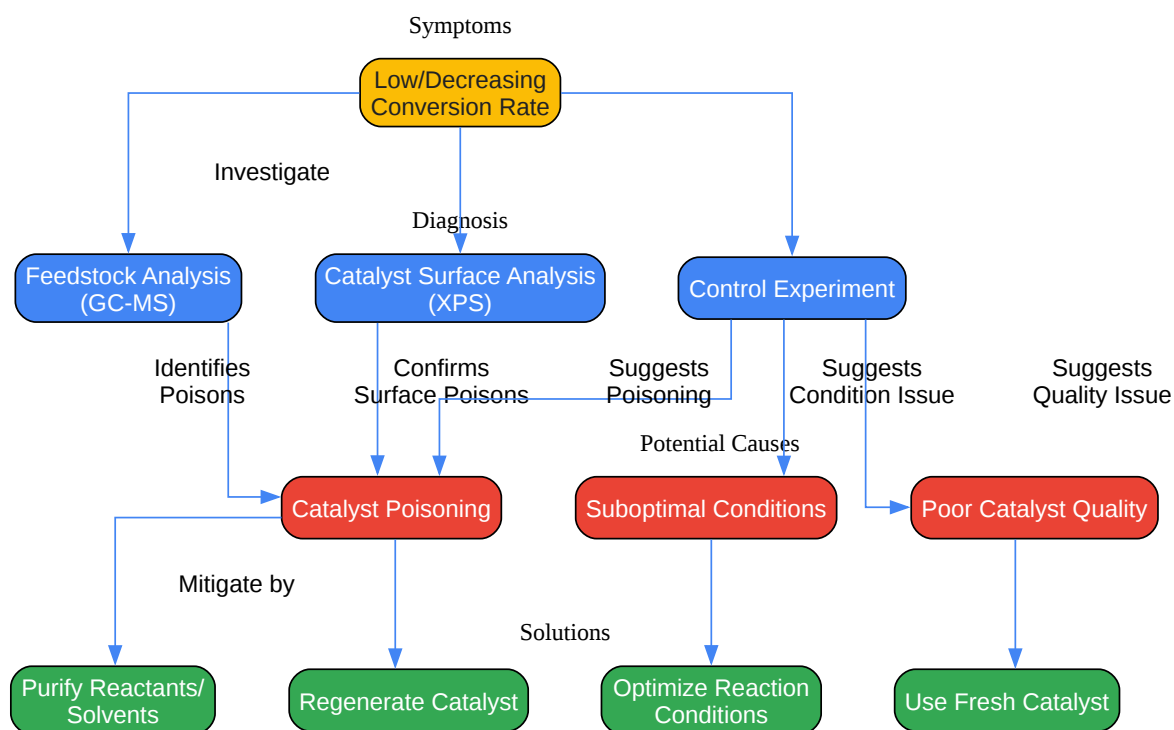 Symptoms
Low/Decreasing
Conversion Rate
Investigate
Diagnosis
Feedstock Analysis
(GC-MS)
Catalyst Surface Analysis
(XPS)
Control Experiment
Identifies
Poisons
Confirms
Surface Poisons
Suggests
Poisoning
Suggests
Condition Issue
Suggests
Quality Issue
Potential Causes
Catalyst Poisoning
Suboptimal Conditions
Poor Catalyst Quality
Mitigate by
Solutions
Purify Reactants/
Solvents
Regenerate Catalyst
Optimize Reaction
Conditions
Use Fresh Catalyst